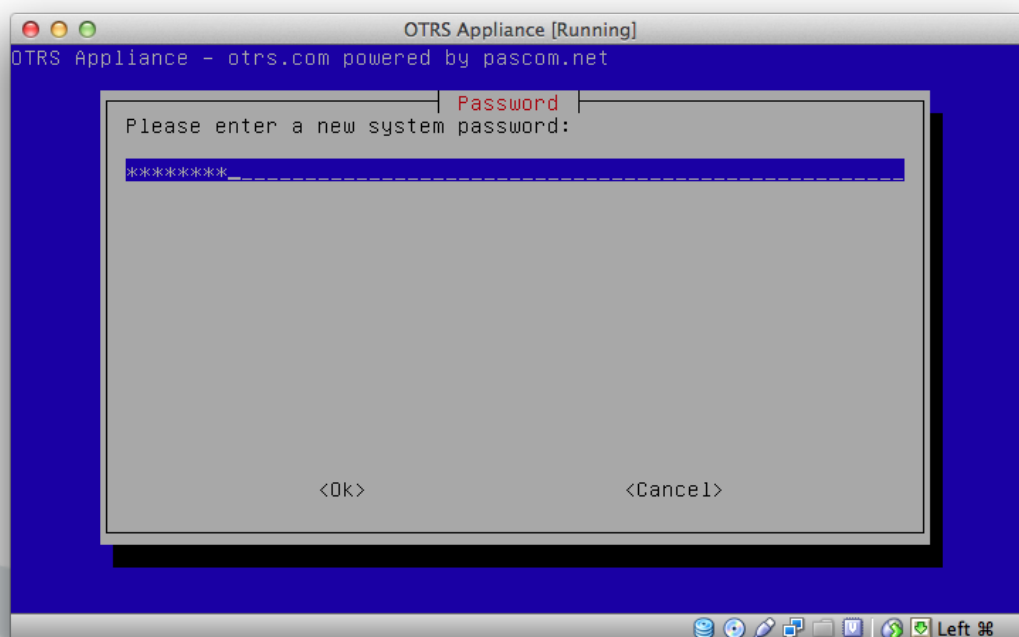 OTRS Appliance [Running]
OTRS Appliance – otrs.com powered by pascom.net
Password
Please enter a new system password:
********_
<Ok> <Cancel>
Left ⌘